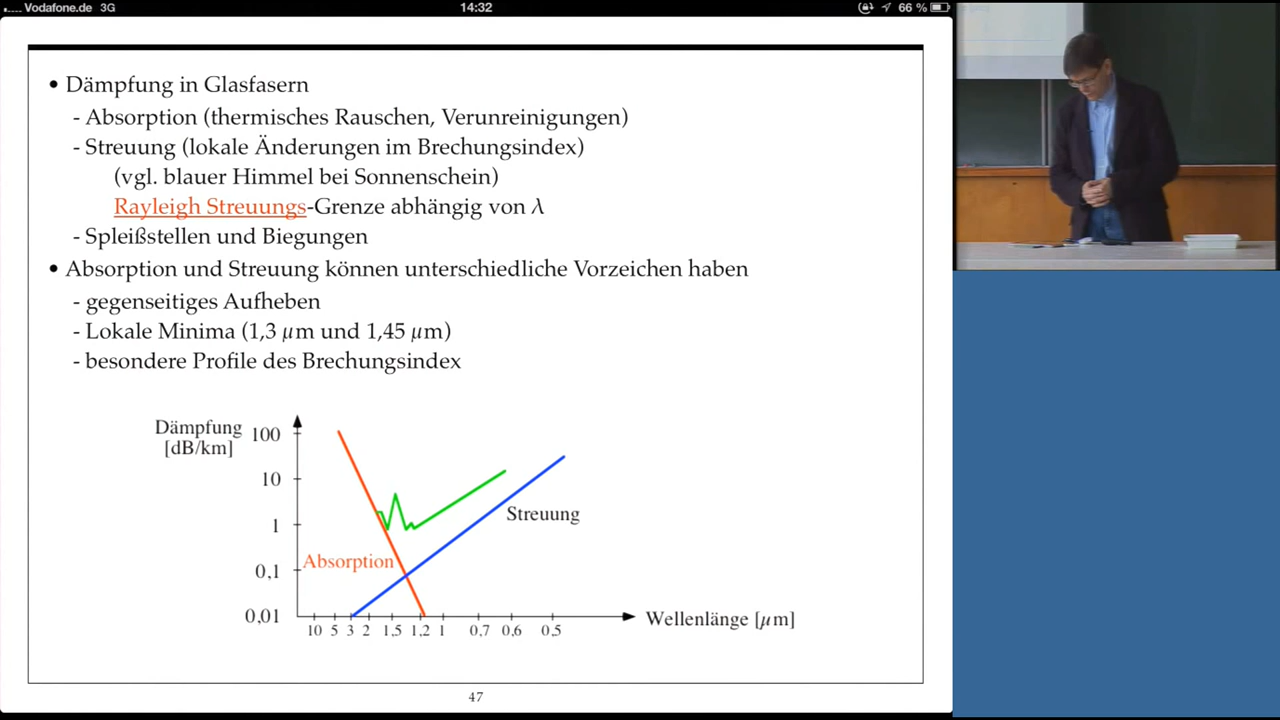 Vodafone.de 3G 14:32 66 %
• Dämpfung in Glasfasern
- Absorption (thermisches Rauschen, Verunreinigungen)
- Streuung (lokale Änderungen im Brechungsindex)
(vgl. blauer Himmel bei Sonnenschein)
Rayleigh Streuungs-Grenze abhängig von λ
- Spleißstellen und Biegungen
• Absorption und Streuung können unterschiedliche Vorzeichen haben
- gegenseitiges Aufheben
- Lokale Minima (1,3 µm und 1,45 µm)
- besondere Profile des Brechungsindex
Dämpfung
[dB/km]
100
10
1
0,1
0,01
Streuung
Absorption
10 5 3 2 1,5 1,2 1 0,7 0,6 0,5
Wellenlänge [µm]
47